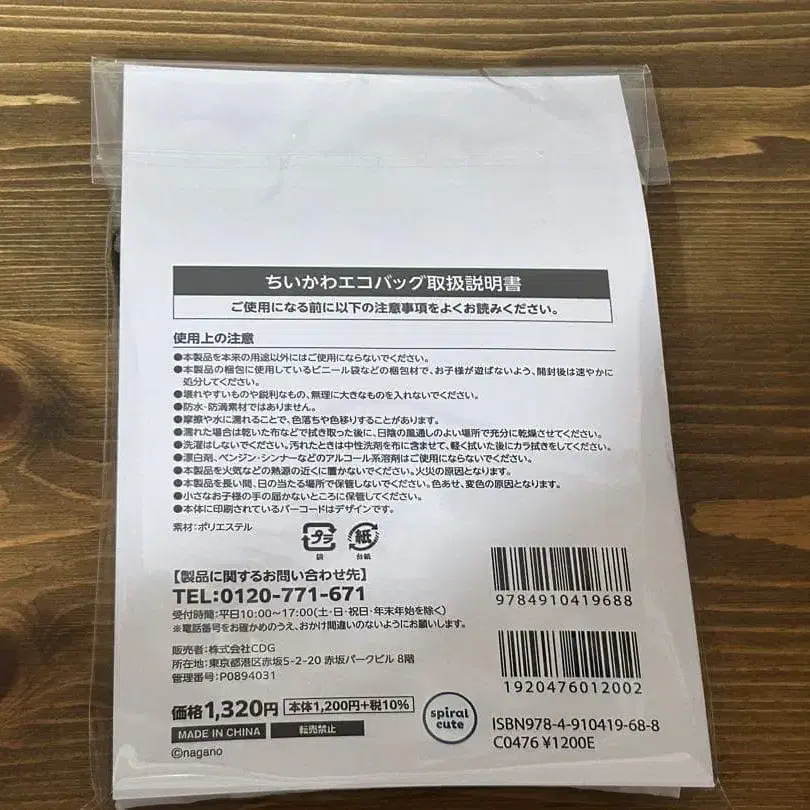 ちいかわエコバッグ取扱説明書
ご使用になる前に以下の注意事項をよくお読みください。
使用上の注意
●本製品を本来の用途以外にはご使用にならないでください。
●本製品の梱包に使用しているビニール袋などの梱包材で、お子様が遊ばないよう、開封後は速やかに
処分してください。
●壊れやすいものや鋭利なもの、無理に大きなものを入れないでください。
●防水・防滴素材ではありません。
●摩擦や水に濡れることで、色落ちや色移りすることがあります。
●濡れた場合は乾いた布などで拭き取った後に、日陰の風通しのよい場所で充分に乾燥させてください。
●洗濯はしないでください。汚れたときは中性洗剤を布に含ませて、軽く拭いた後にカラ拭きをしてください。
●漂白剤、ベンジン・シンナーなどのアルコール系溶剤はご使用にならないでください。
●本製品を火気などの熱源の近くに置かないでください。火災の原因となります。
●本製品を長い間、日の当たる場所で保管しないでください。色あせ、変色の原因となります。
●小さなお子様の手の届かないところに保管してください。
●本体に印刷されているバーコードはデザインです。
素材:ポリエステル
プラ 紙
袋 台紙
【製品に関するお問い合わせ先】
TEL:0120-771-671
受付時間:平日10:00~17:00(土・日・祝日・年末年始を除く)
※電話番号をお確かめのうえ、おかけ間違いのないようにお願いします。
販売者:株式会社CDG
所在地:東京都港区赤坂5-2-20 赤坂パークビル 8階
管理番号:P0894031
価格1,320円 本体1,200円+税10%
MADE IN CHINA 転売禁止
©nagano
spiral
cute
9784910419688
1920476012002
ISBN978-4-910419-68-8
C0476 ¥1200E